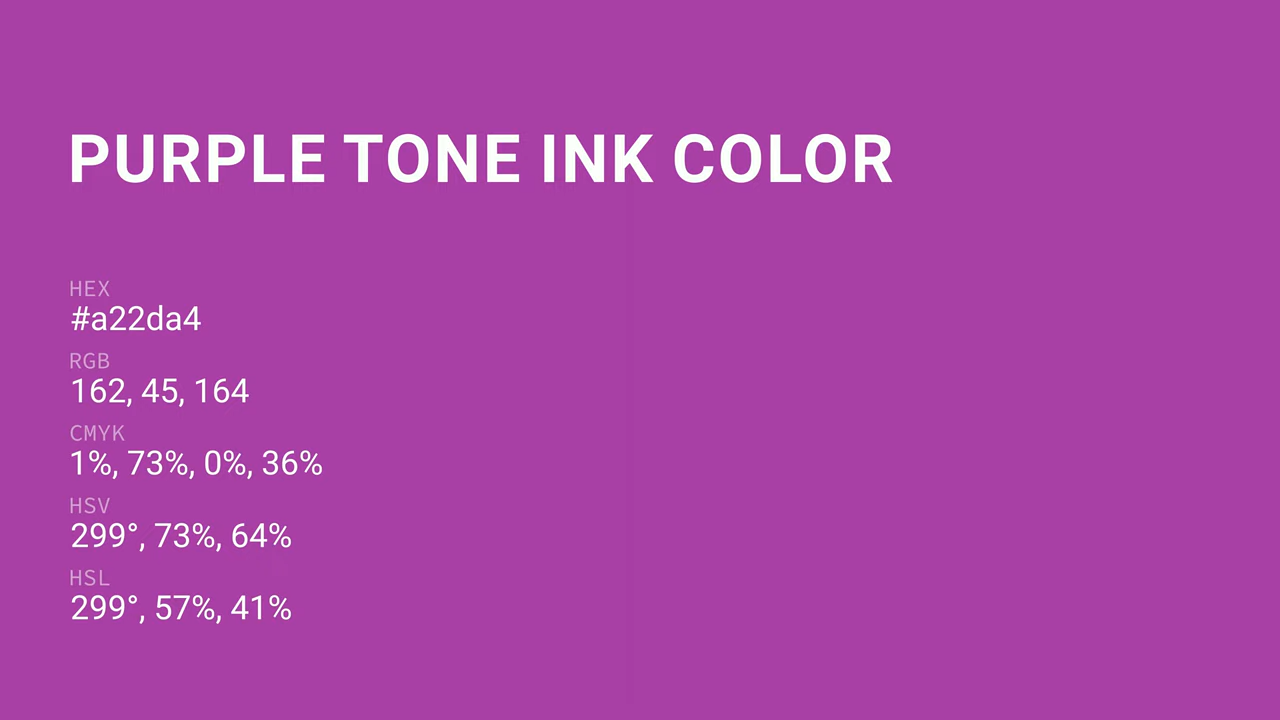 PURPLE TONE INK COLOR
HEX
#a22da4
RGB
162, 45, 164
CMYK
1%, 73%, 0%, 36%
HSV
299°, 73%, 64%
HSL
299°, 57%, 41%